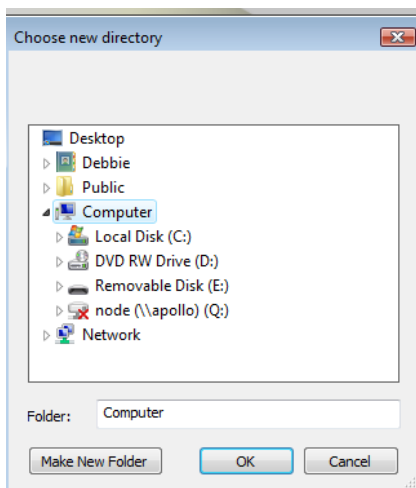 Choose new directory
Desktop
Debbie
Public
Computer
Local Disk (C:)
DVD RW Drive (D:)
Removable Disk (E:)
node (\\apollo) (Q:)
Network
Folder: Computer
Make New Folder OK Cancel